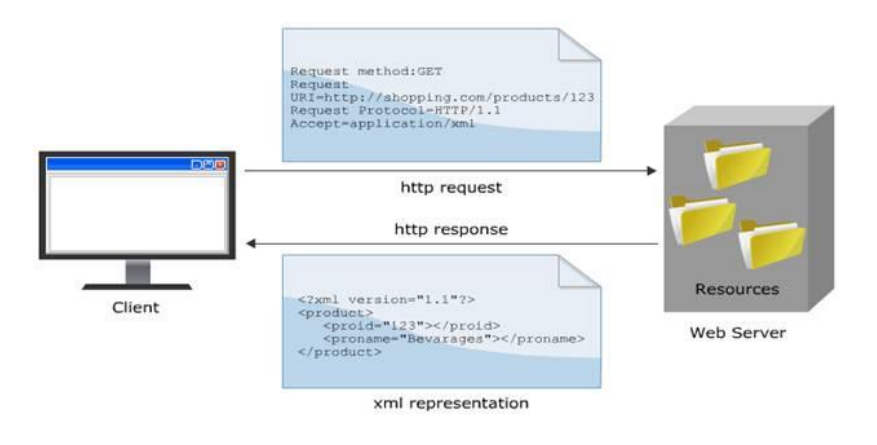 Request method:GET
Request
URI=http://shopping.com/products/123
Request Protocol=HTTP/1.1
Accept=application/xml
http request
http response
Client
Resources
Web Server
<?xml version="1.1"?>
<product>
<proid="123"></proid>
<proname="Bevarages"></proname>
</product>
xml representation